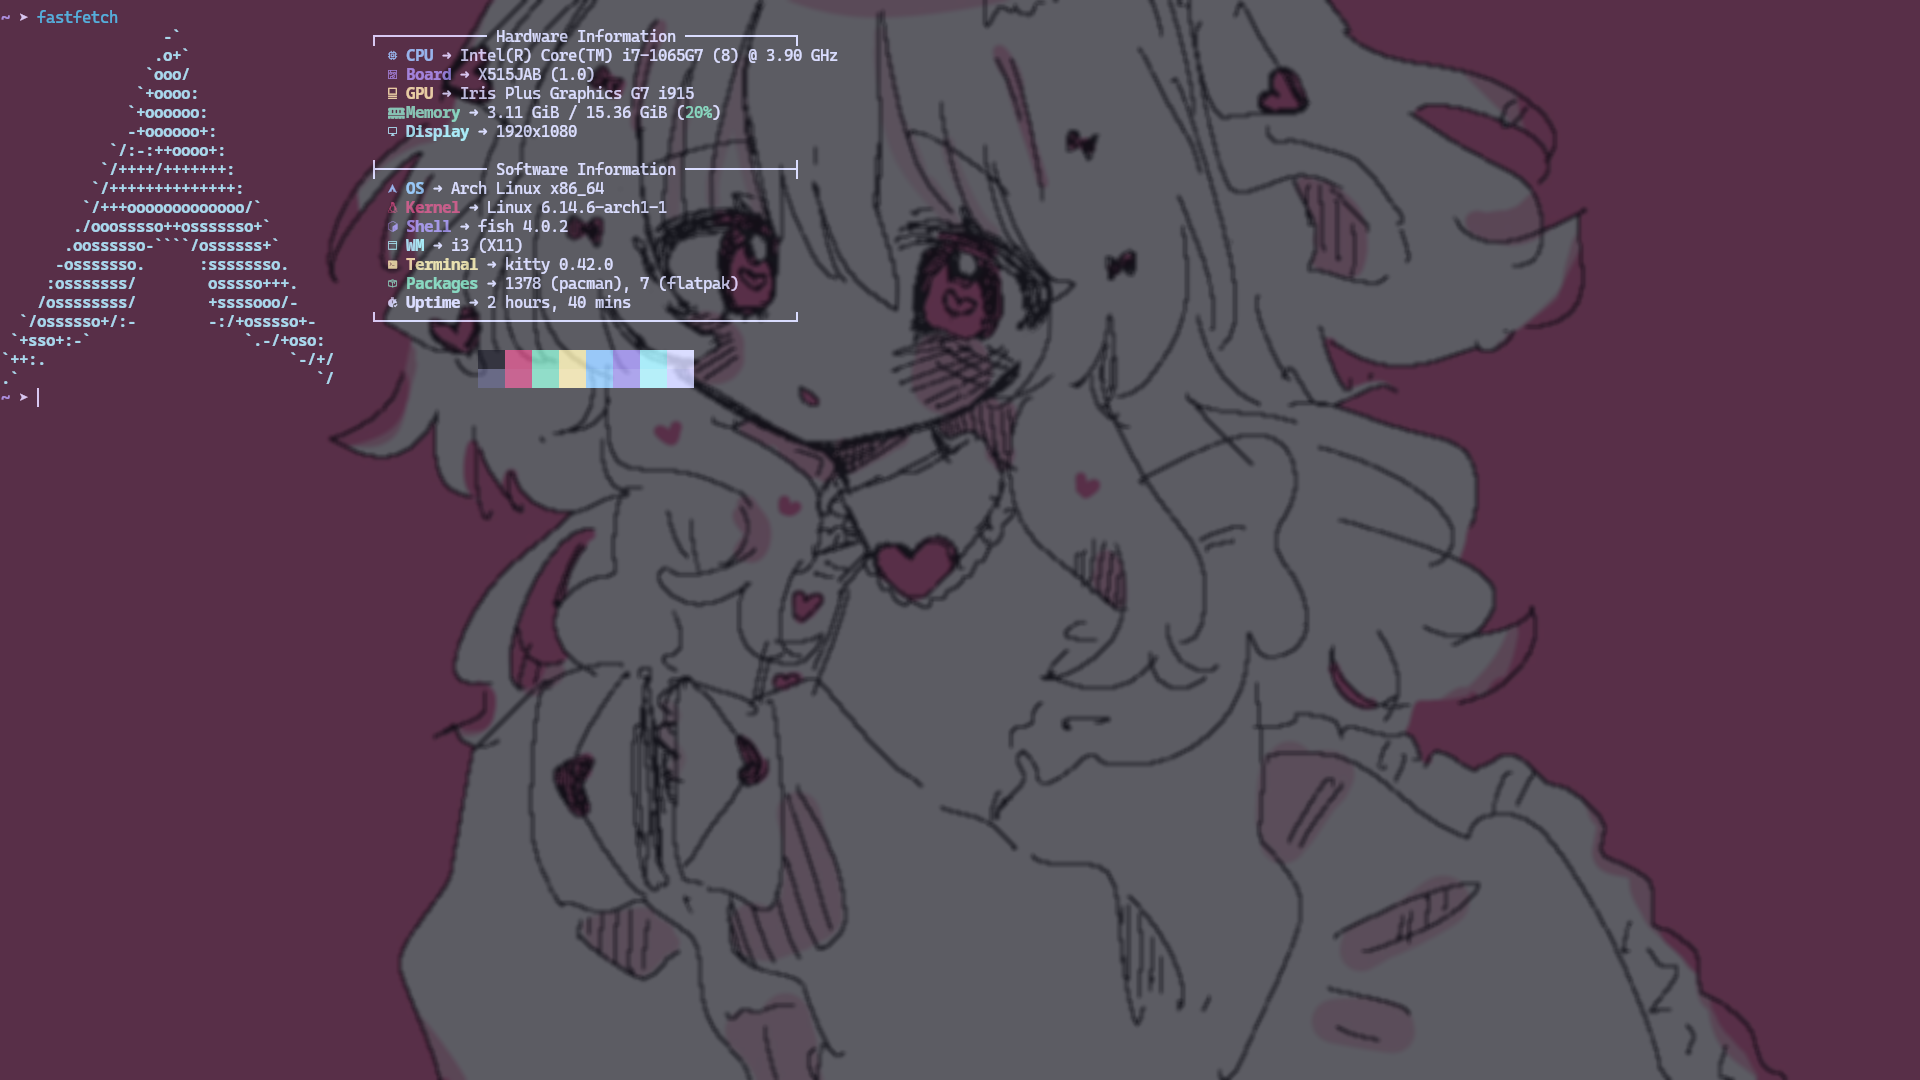 ~ ➤ fastfetch
Hardware Information
CPU ➜ Intel(R) Core(TM) i7-1065G7 (8) @ 3.90 GHz
Board ➜ X515JAB (1.0)
GPU ➜ Iris Plus Graphics G7 i915
Memory ➜ 3.11 GiB / 15.36 GiB (20%)
Display ➜ 1920x1080
Software Information
OS ➜ Arch Linux x86_64
Kernel ➜ Linux 6.14.6-arch1-1
Shell ➜ fish 4.0.2
WM ➜ i3 (X11)
Terminal ➜ kitty 0.42.0
Packages ➜ 1378 (pacman), 7 (flatpak)
Uptime ➜ 2 hours, 40 mins
~ ➤